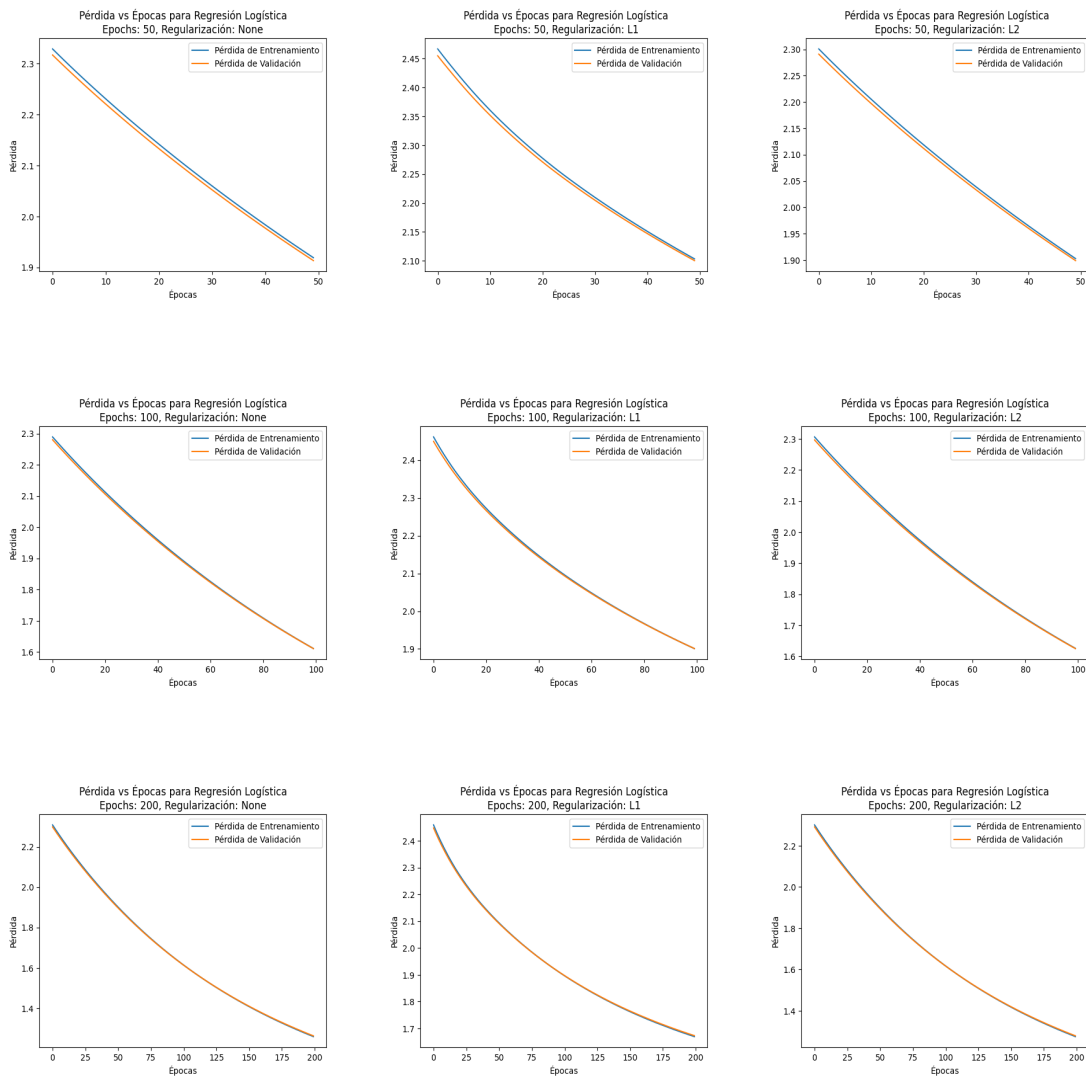 Pérdida vs Épocas para Regresión Logística
Epochs: 50, Regularización: None
Pérdida de Entrenamiento
Pérdida de Validación
2.3
2.2
2.1
2.0
1.9
Pérdida
0 10 20 30 40 50
Épocas
Pérdida vs Épocas para Regresión Logística
Epochs: 50, Regularización: L1
Pérdida de Entrenamiento
Pérdida de Validación
2.45
2.40
2.35
2.30
2.25
2.20
2.15
2.10
Pérdida
0 10 20 30 40 50
Épocas
Pérdida vs Épocas para Regresión Logística
Epochs: 50, Regularización: L2
Pérdida de Entrenamiento
Pérdida de Validación
2.30
2.25
2.20
2.15
2.10
2.05
2.00
1.95
1.90
Pérdida
0 10 20 30 40 50
Épocas
Pérdida vs Épocas para Regresión Logística
Epochs: 100, Regularización: None
Pérdida de Entrenamiento
Pérdida de Validación
2.3
2.2
2.1
2.0
1.9
1.8
1.7
1.6
Pérdida
0 20 40 60 80 100
Épocas
Pérdida vs Épocas para Regresión Logística
Epochs: 100, Regularización: L1
Pérdida de Entrenamiento
Pérdida de Validación
2.4
2.3
2.2
2.1
2.0
1.9
Pérdida
0 20 40 60 80 100
Épocas
Pérdida vs Épocas para Regresión Logística
Epochs: 100, Regularización: L2
Pérdida de Entrenamiento
Pérdida de Validación
2.3
2.2
2.1
2.0
1.9
1.8
1.7
1.6
Pérdida
0 20 40 60 80 100
Épocas
Pérdida vs Épocas para Regresión Logística
Epochs: 200, Regularización: None
Pérdida de Entrenamiento
Pérdida de Validación
2.2
2.0
1.8
1.6
1.4
Pérdida
0 25 50 75 100 125 150 175 200
Épocas
Pérdida vs Épocas para Regresión Logística
Epochs: 200, Regularización: L1
Pérdida de Entrenamiento
Pérdida de Validación
2.4
2.3
2.2
2.1
2.0
1.9
1.8
1.7
Pérdida
0 25 50 75 100 125 150 175 200
Épocas
Pérdida vs Épocas para Regresión Logística
Epochs: 200, Regularización: L2
Pérdida de Entrenamiento
Pérdida de Validación
2.2
2.0
1.8
1.6
1.4
Pérdida
0 25 50 75 100 125 150 175 200
Épocas